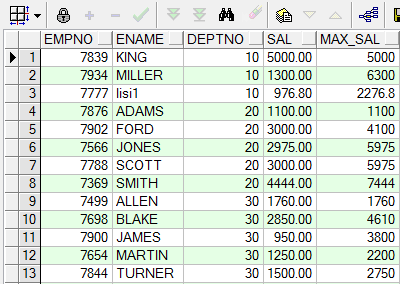 EMPNO ENAME DEPTNO SAL MAX_SAL
1 7839 KING 10 5000.00 5000
2 7934 MILLER 10 1300.00 6300
3 7777 lisi1 10 976.80 2276.8
4 7876 ADAMS 20 1100.00 1100
5 7902 FORD 20 3000.00 4100
6 7566 JONES 20 2975.00 5975
7 7788 SCOTT 20 3000.00 5975
8 7369 SMITH 20 4444.00 7444
9 7499 ALLEN 30 1760.00 1760
10 7698 BLAKE 30 2850.00 4610
11 7900 JAMES 30 950.00 3800
12 7654 MARTIN 30 1250.00 2200
13 7844 TURNER 30 1500.00 2750